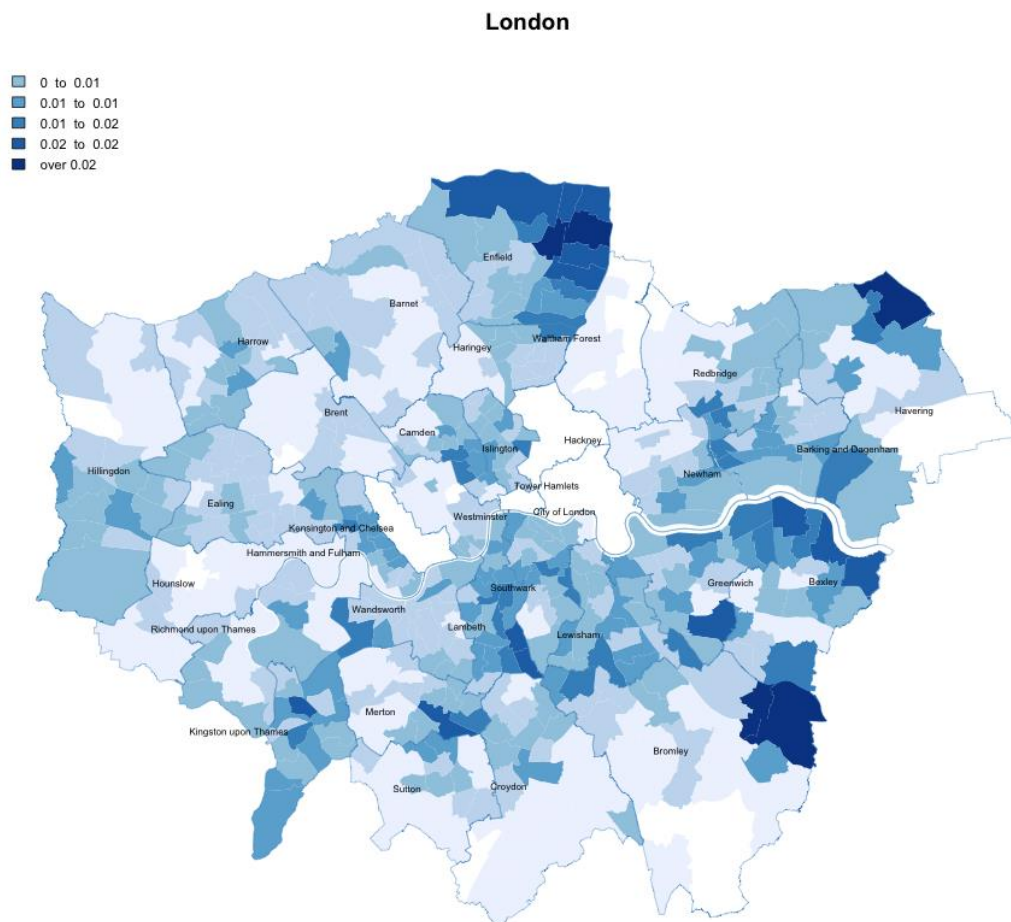 London
0 to 0.01
0.01 to 0.01
0.01 to 0.02
0.02 to 0.02
over 0.02
Enfield
Barnet
Waltham Forest
Harrow
Haringey
Redbridge
Brent
Havering
Camden
Hackney
Islington
Barking and Dagenham
Hillingdon
Newham
Tower Hamlets
Ealing
City of London
Westminster
Kensington and Chelsea
Hammersmith and Fulham
Hounslow
Greenwich
Bexley
Southwark
Wandsworth
Richmond upon Thames
Lambeth
Lewisham
Merton
Kingston upon Thames
Bromley
Sutton
Croydon